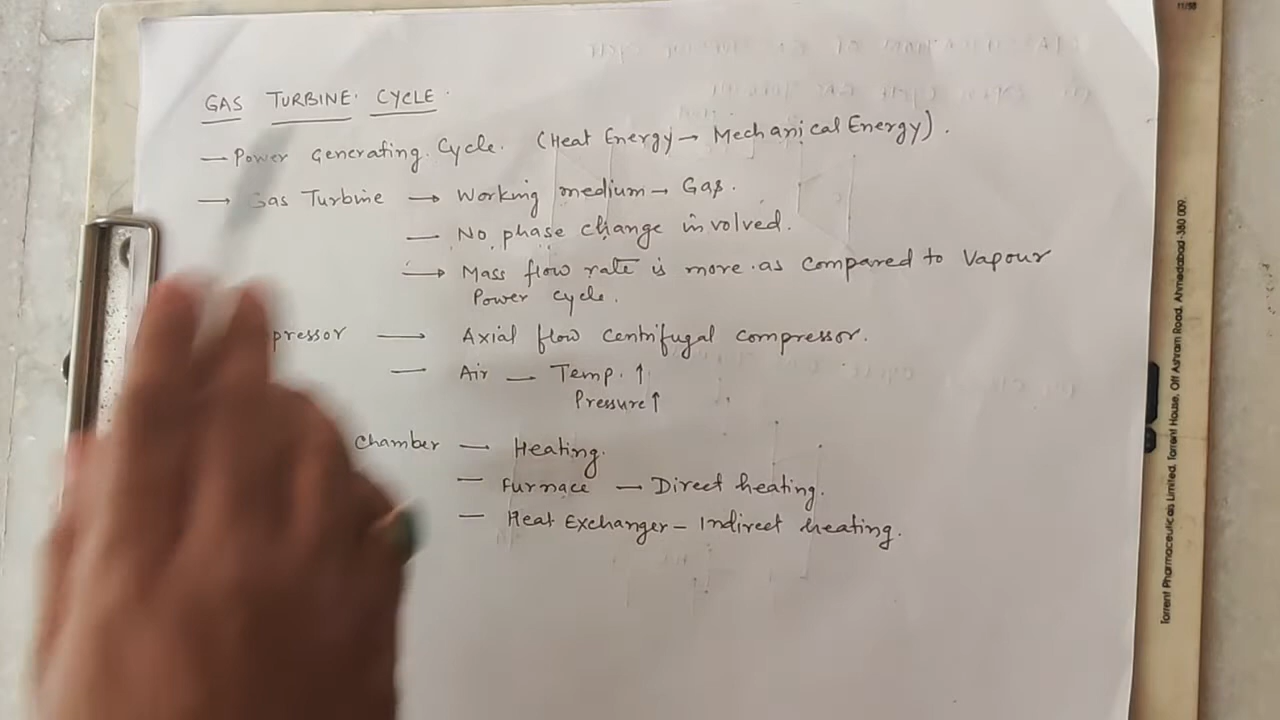 GAS TURBINE CYCLE
— Power Generating Cycle. (Heat Energy → Mechanical Energy).
→ Gas Turbine → Working medium → Gas.
— No phase change involved.
→ Mass flow rate is more as compared to Vapour
Power cycle.
pressor — Axial flow centrifugal compressor.
— Air — Temp. ↑
Pressure ↑
chamber — Heating.
— Furnace — Direct heating.
— Heat Exchanger – Indirect heating.
Torrent Pharmaceuticals Limited, Torrent House, Off Ashram Road, Ahmedabad-380 009.
11/98